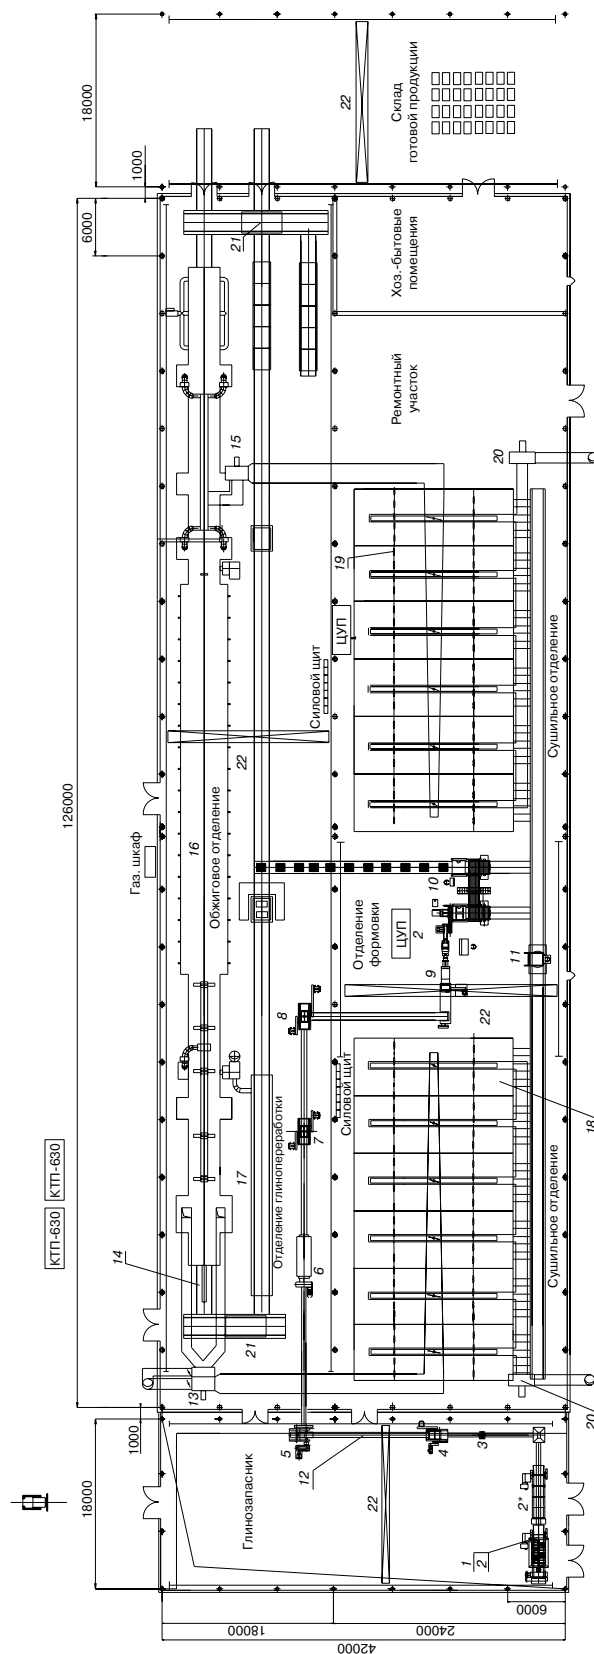 18000
1000
6000
126000
1000
18000
42000
18000
24000
6000
КТП-630
КТП-630
Газ. шкаф
Склад
готовой продукции
22
Хоз.-бытовые
помещения
Ремонтный
участок
21
15
20
19
ЦУП
Силовой щит
22
16
Обжиговое отделение
Сушильное отделение
10
Отделение
формовки
ЦУП
2
9
11
8
22
7
Силовой щит
18
17
Отделение глинопереработки
6
14
21
Сушильное отделение
13
20
5
12
4
3
Глинозапасник
22
2*
1
2